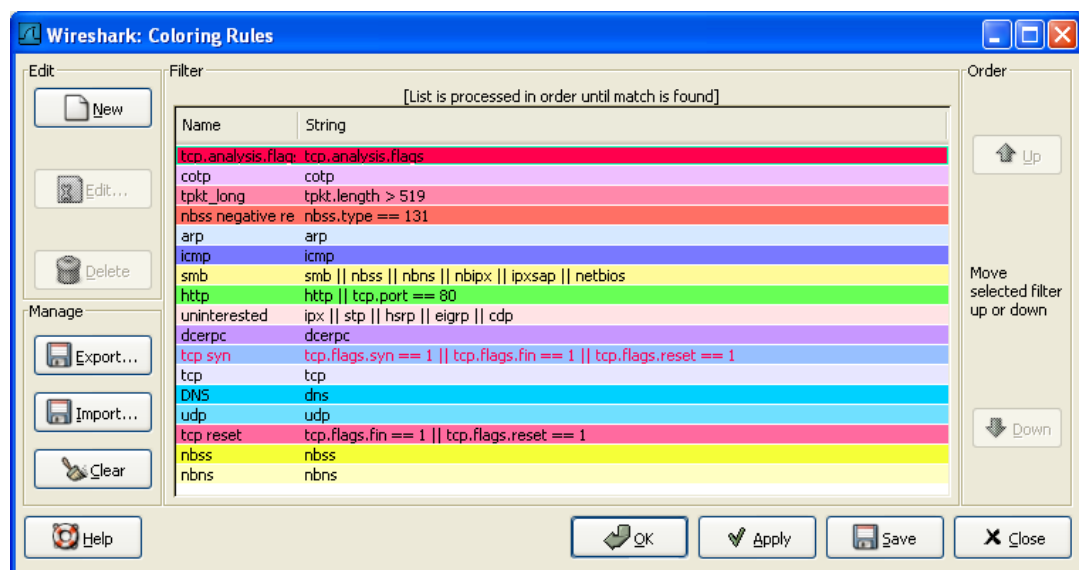 Wireshark: Coloring Rules
Edit
Filter
Order
New
Edit...
Delete
Manage
Export...
Import...
Clear
[List is processed in order until match is found]
Name String
tcp.analysis.flag: tcp.analysis.flags
cotp cotp
tpkt_long tpkt.length > 519
nbss negative re nbss.type == 131
arp arp
icmp icmp
smb smb || nbss || nbns || nbipx || ipxsap || netbios
http http || tcp.port == 80
uninterested ipx || stp || hsrp || eigrp || cdp
dcerpc dcerpc
tcp syn tcp.flags.syn == 1 || tcp.flags.fin == 1 || tcp.flags.reset == 1
tcp tcp
DNS dns
udp udp
tcp reset tcp.flags.fin == 1 || tcp.flags.reset == 1
nbss nbss
nbns nbns
Up
Move
selected filter
up or down
Down
Help
OK
Apply
Save
Close